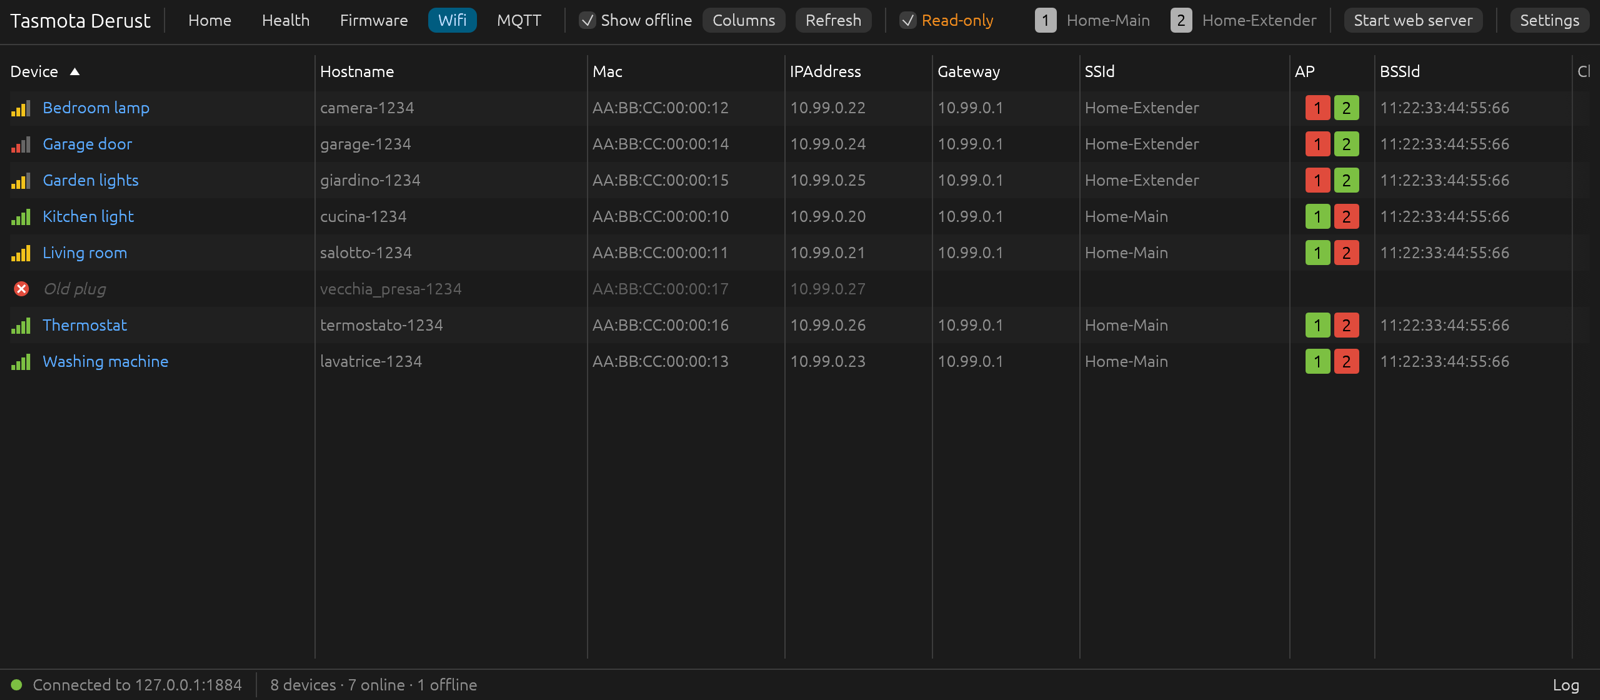 Tasmota Derust Home Health Firmware Wifi MQTT Show offline Columns Refresh Read-only 1 Home-Main 2 Home-Extender Start web server Settings
Device ▲ Hostname Mac IPAddress Gateway SSId AP BSSId
Bedroom lamp camera-1234 AA:BB:CC:00:00:12 10.99.0.22 10.99.0.1 Home-Extender 1 2 11:22:33:44:55:66
Garage door garage-1234 AA:BB:CC:00:00:14 10.99.0.24 10.99.0.1 Home-Extender 1 2 11:22:33:44:55:66
Garden lights giardino-1234 AA:BB:CC:00:00:15 10.99.0.25 10.99.0.1 Home-Extender 1 2 11:22:33:44:55:66
Kitchen light cucina-1234 AA:BB:CC:00:00:10 10.99.0.20 10.99.0.1 Home-Main 1 2 11:22:33:44:55:66
Living room salotto-1234 AA:BB:CC:00:00:11 10.99.0.21 10.99.0.1 Home-Main 1 2 11:22:33:44:55:66
Old plug vecchia_presa-1234 AA:BB:CC:00:00:17 10.99.0.27
Thermostat termostato-1234 AA:BB:CC:00:00:16 10.99.0.26 10.99.0.1 Home-Main 1 2 11:22:33:44:55:66
Washing machine lavatrice-1234 AA:BB:CC:00:00:13 10.99.0.23 10.99.0.1 Home-Main 1 2 11:22:33:44:55:66
Connected to 127.0.0.1:1884 8 devices · 7 online · 1 offline Log